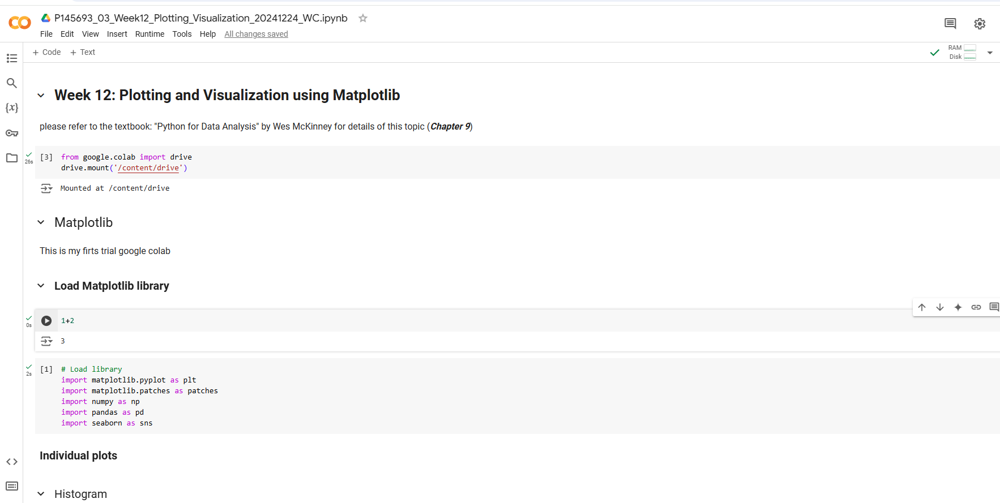 P145693_03_Week12_Plotting_Visualization_20241224_WC.ipynb
File Edit View Insert Runtime Tools Help All changes saved
+ Code + Text
RAM
Disk
Week 12: Plotting and Visualization using Matplotlib
{x}
please refer to the textbook: "Python for Data Analysis" by Wes McKinney for details of this topic (Chapter 9)
[3] from google.colab import drive
26s
drive.mount('/content/drive')
Mounted at /content/drive
Matplotlib
This is my firts trial google colab
Load Matplotlib library
1+2
0s
3
[1] # Load library
2s
import matplotlib.pyplot as plt
import matplotlib.patches as patches
import numpy as np
import pandas as pd
import seaborn as sns
Individual plots
Histogram